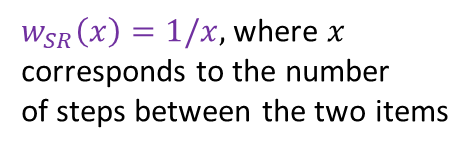 w_SR(x) = 1/x, where x
corresponds to the number
of steps between the two items